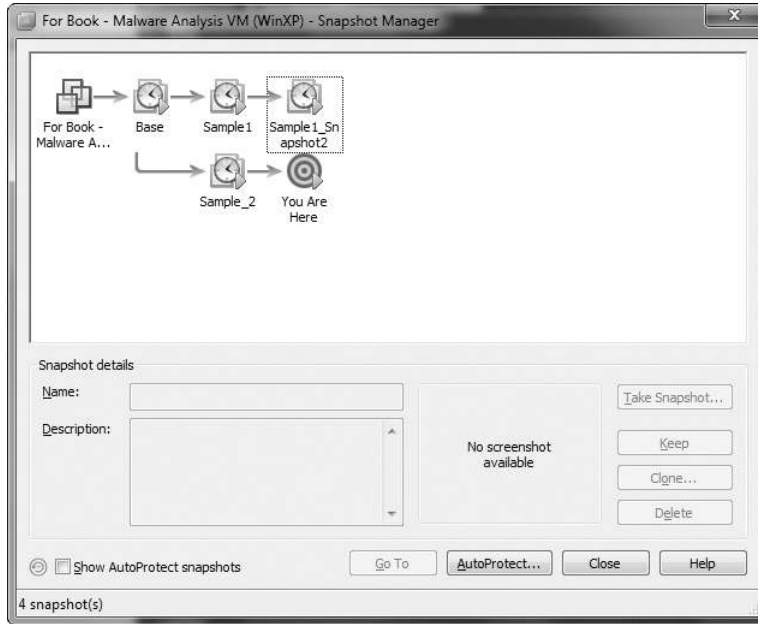 For Book - Malware Analysis VM (WinXP) - Snapshot Manager
For Book -
Malware A...
Base
Sample1
Sample1_Sn
apshot2
Sample_2
You Are
Here
Snapshot details
Name:
Take Snapshot...
Description:
No screenshot
available
Keep
Clone...
Delete
Show AutoProtect snapshots
Go To
AutoProtect...
Close
Help
4 snapshot(s)